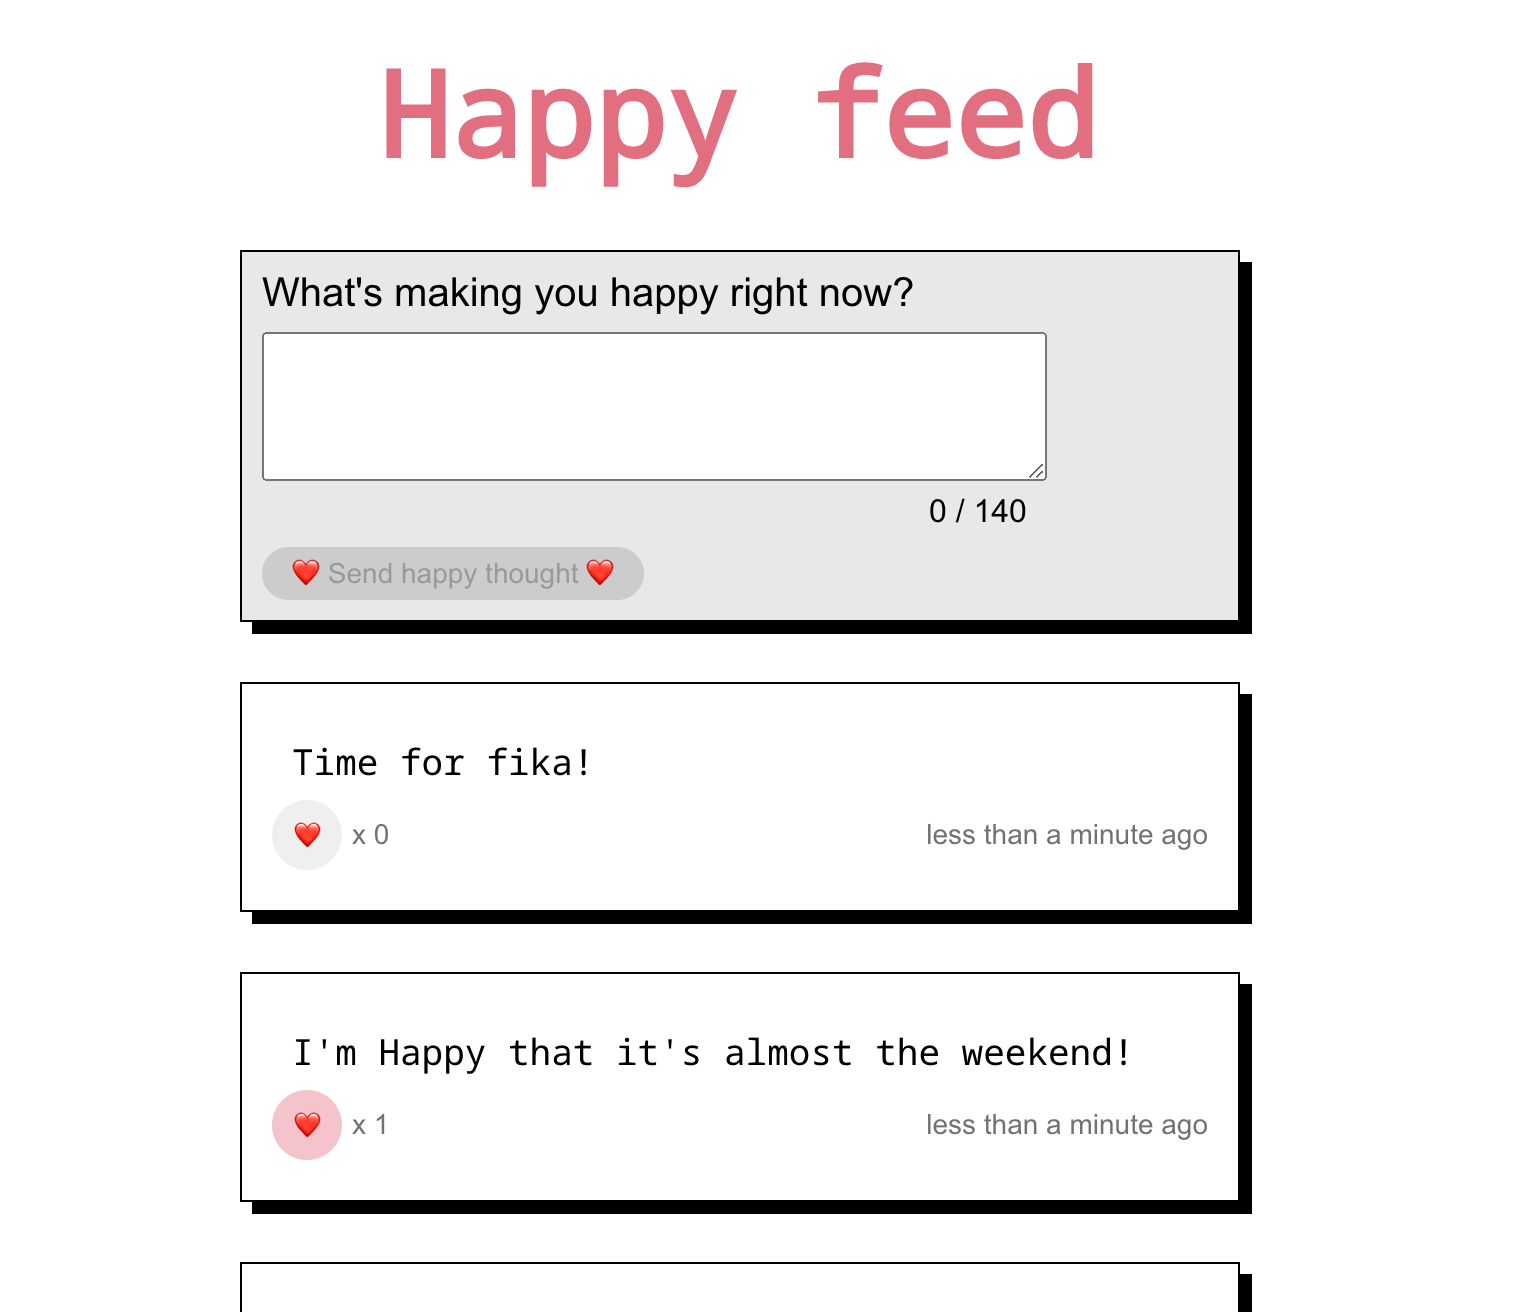 Happy feed
What's making you happy right now?
0 / 140
❤️ Send happy thought ❤️
Time for fika!
❤️ x 0 less than a minute ago
I'm Happy that it's almost the weekend!
❤️ x 1 less than a minute ago